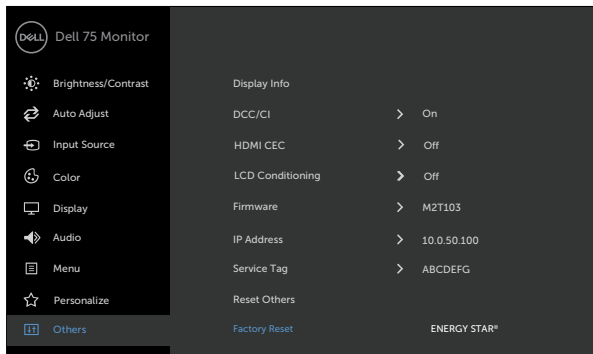 DELL Dell 75 Monitor
Brightness/Contrast Display Info
Auto Adjust DCC/CI On
Input Source HDMI CEC Off
Color LCD Conditioning Off
Display Firmware M2T103
Audio IP Address 10.0.50.100
Menu Service Tag ABCDEFG
Personalize Reset Others
Others Factory Reset ENERGY STAR®